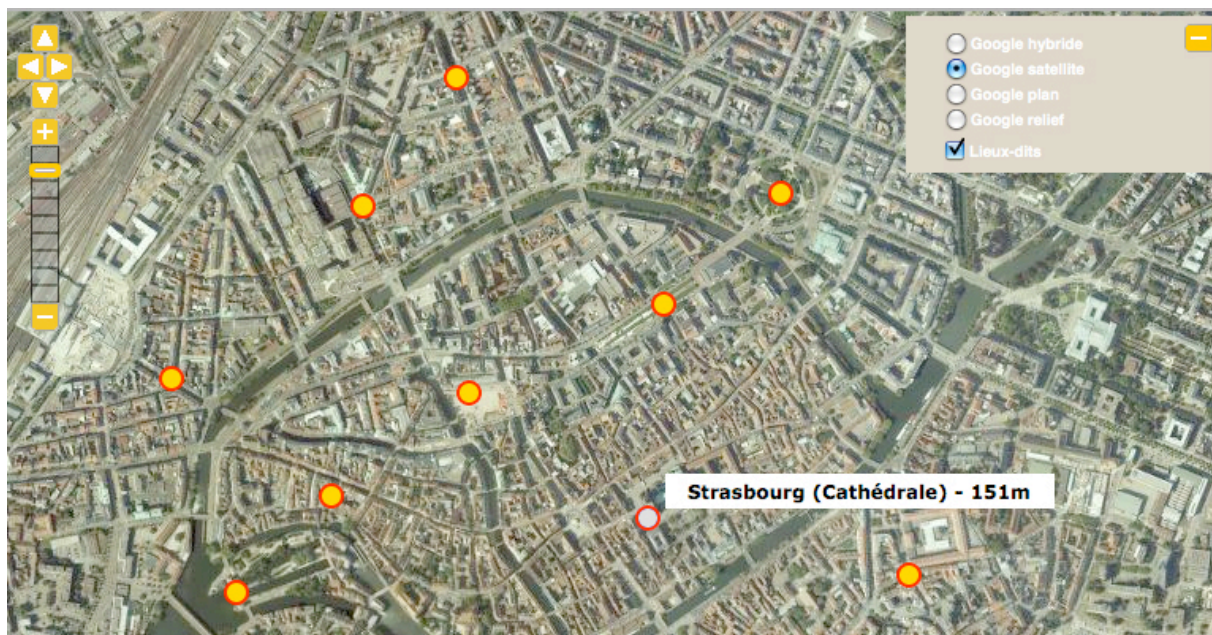 Google hybride
Google satellite
Google plan
Google relief
Lieux-dits
Strasbourg (Cathédrale) - 151m